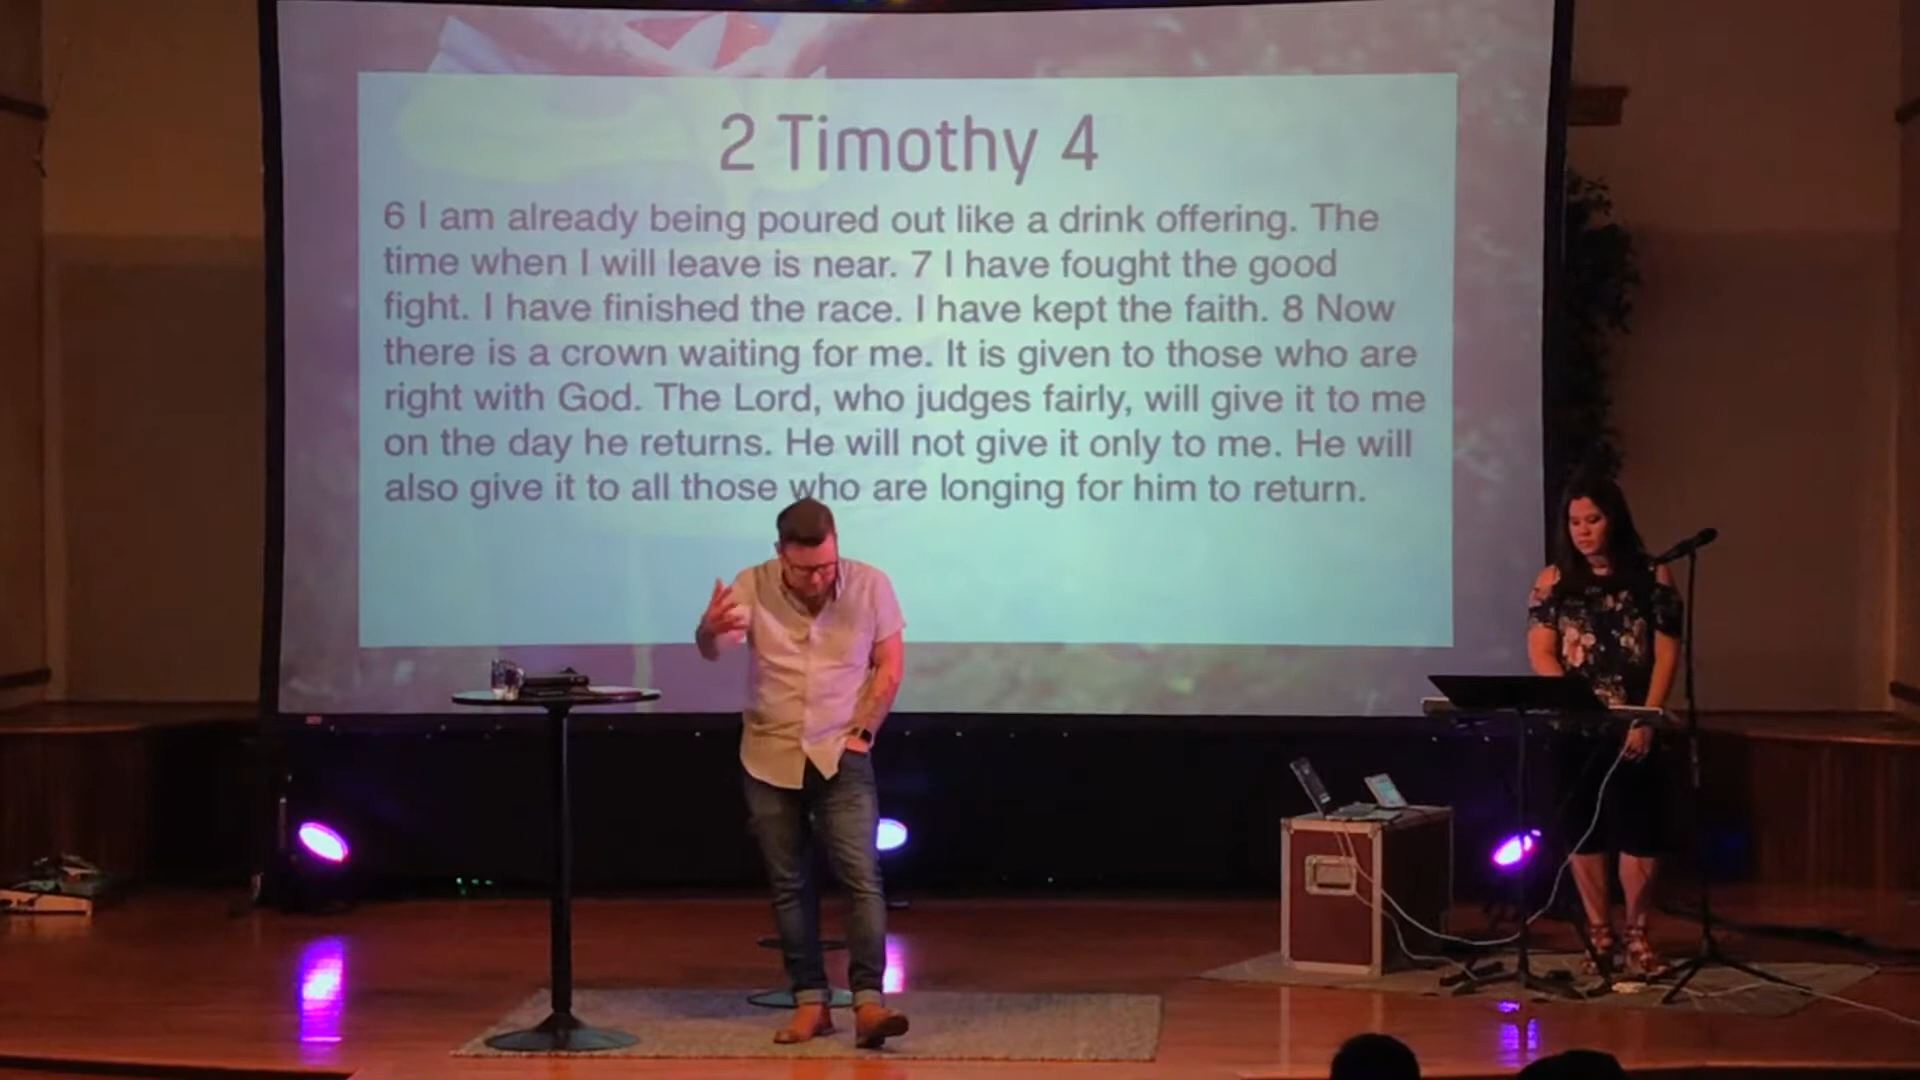 2 Timothy 4
6 I am already being poured out like a drink offering. The
time when I will leave is near. 7 I have fought the good
fight. I have finished the race. I have kept the faith. 8 Now
there is a crown waiting for me. It is given to those who are
right with God. The Lord, who judges fairly, will give it to me
on the day he returns. He will not give it only to me. He will
also give it to all those who are longing for him to return.